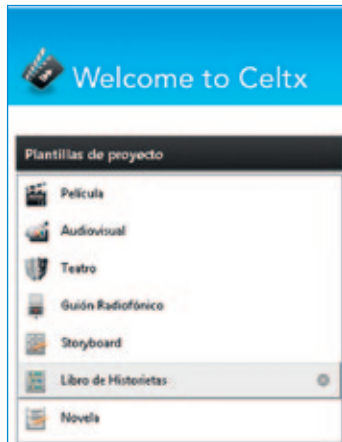 Welcome to Celtx
Plantillas de proyecto
Película
Audiovisual
Teatro
Guión Radiofónico
Storyboard
Libro de Historietas
Novela